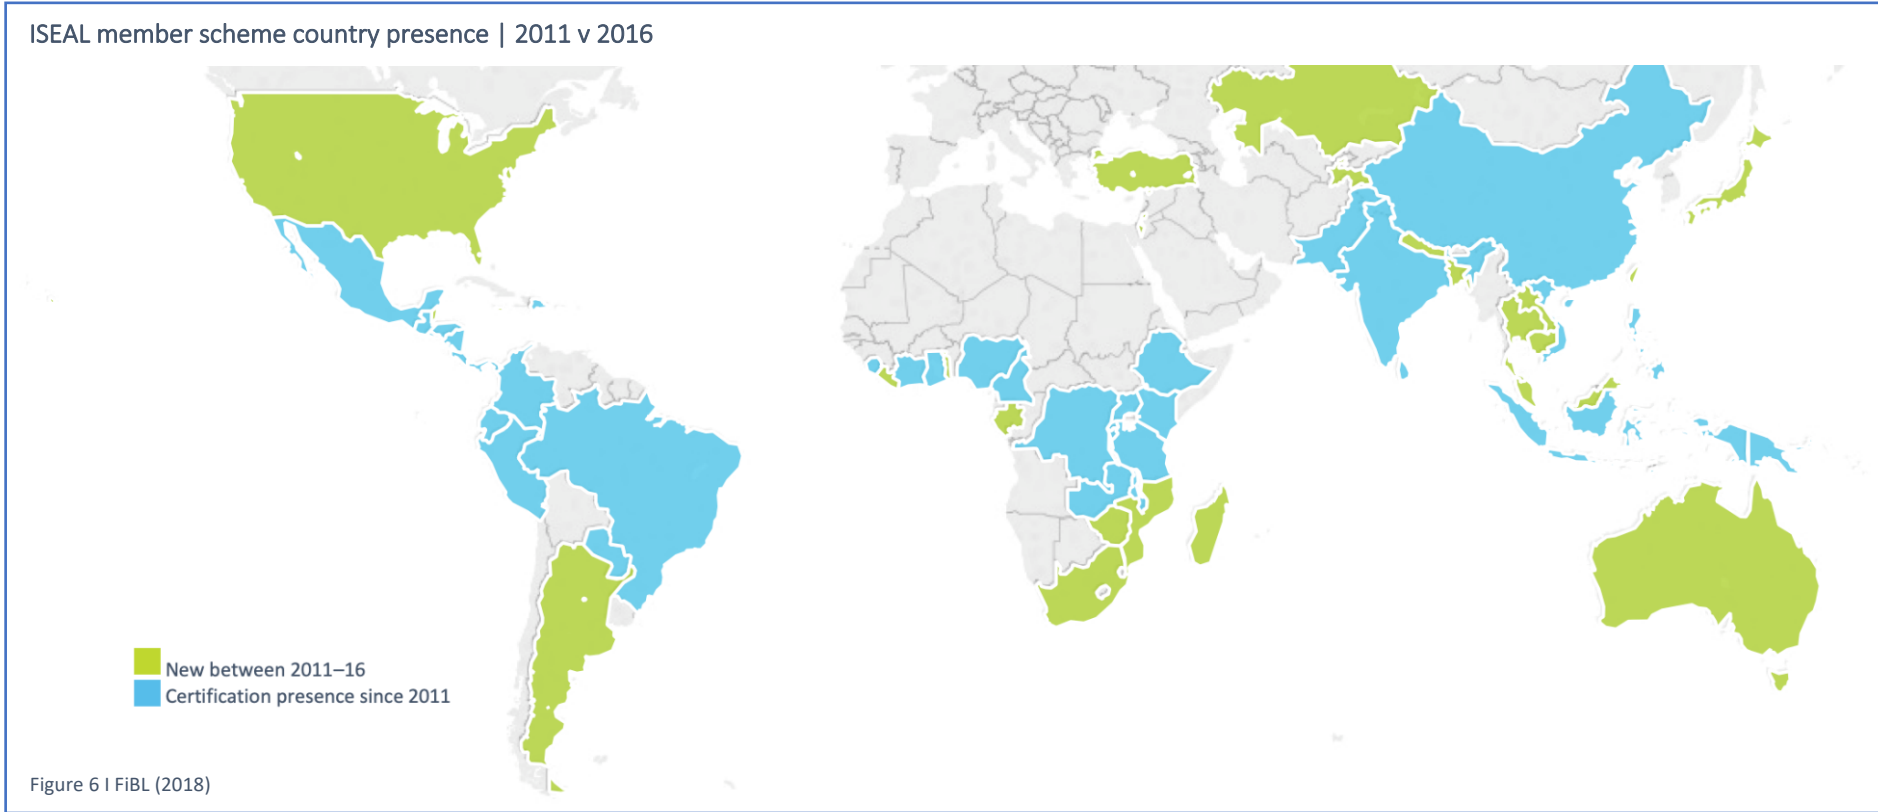 ISEAL member scheme country presence | 2011 v 2016
New between 2011–16
Certification presence since 2011
Figure 6 I FiBL (2018)